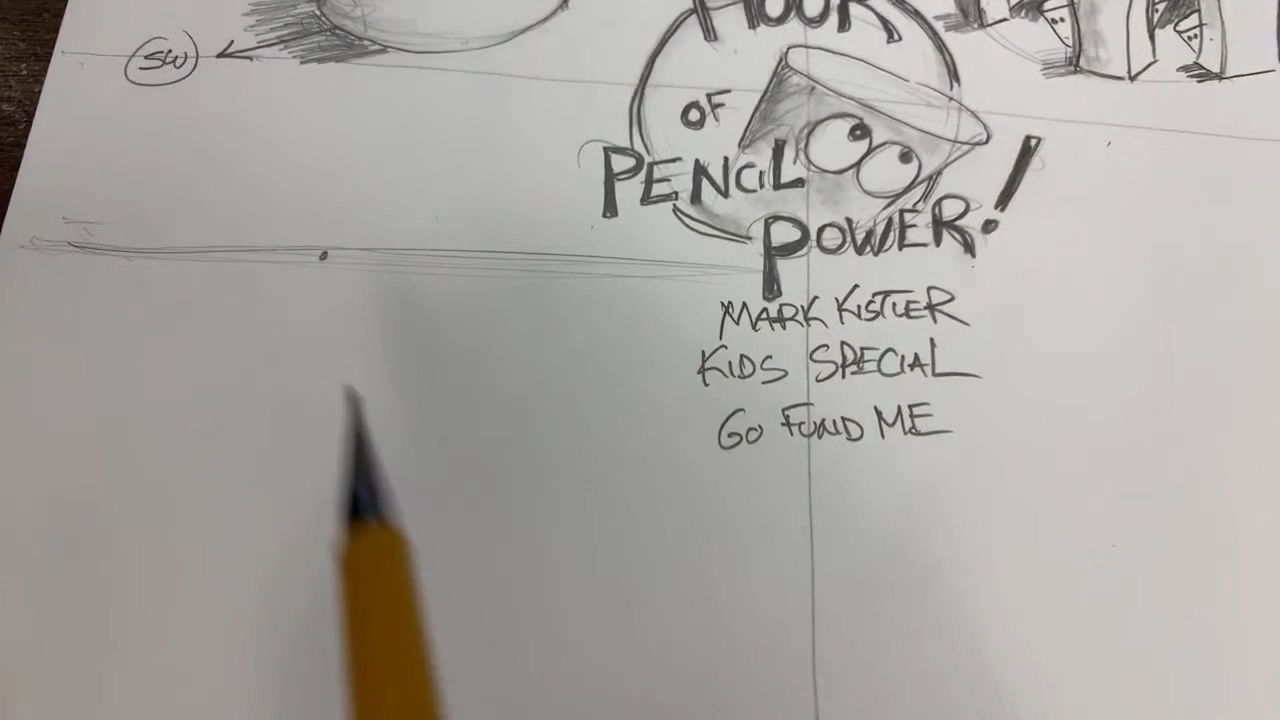 HOUR
SW
OF
PENCIL
POWER!
MARK KISTLER
KIDS SPECIAL
GO FUND ME